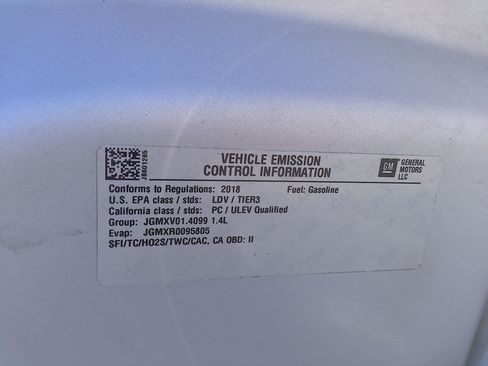 JB601265
VEHICLE EMISSION
CONTROL INFORMATION
GM
GENERAL
MOTORS
LLC
Conforms to Regulations: 2018 Fuel: Gasoline
U.S. EPA class / stds: LDV / TIER3
California class / stds: PC / ULEV Qualified
Group: JGMXV01.4099 1.4L
Evap: JGMXR0095805
SFI/TC/HO2S/TWC/CAC, CA OBD: II